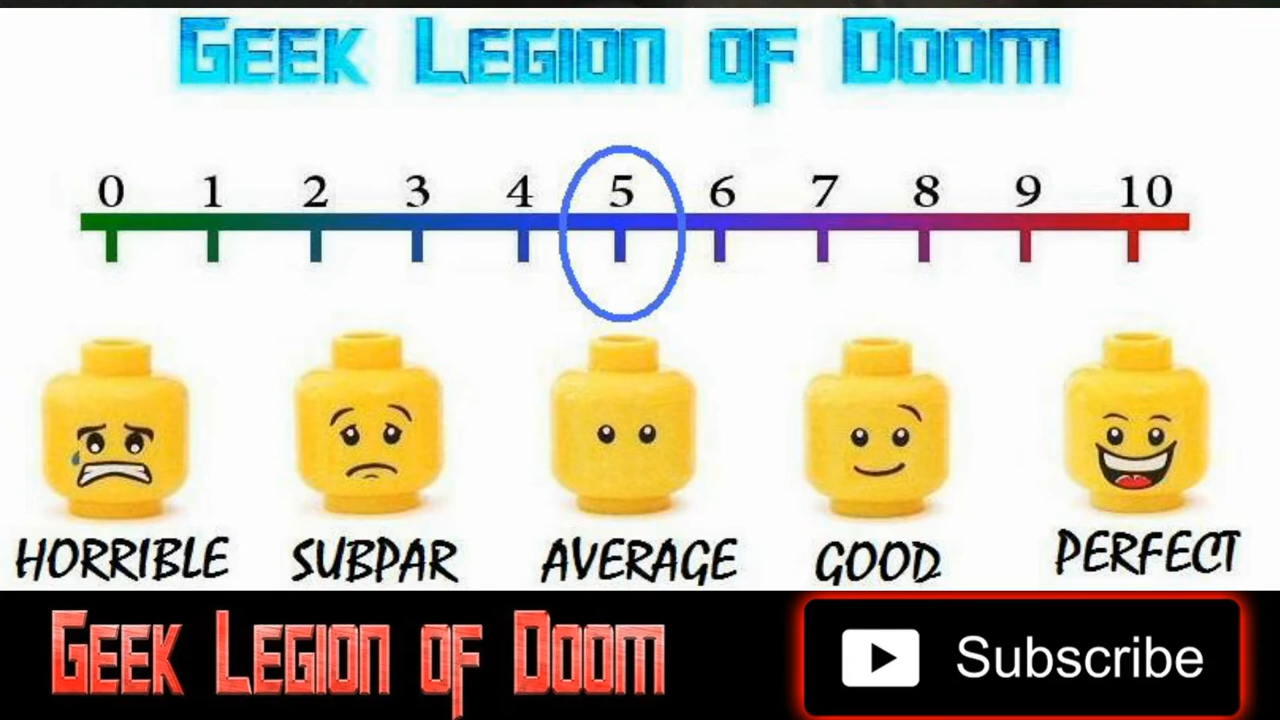 Geek Legion of Doom
0 1 2 3 4 5 6 7 8 9 10
HORRIBLE SUBPAR AVERAGE GOOD PERFECT
Geek Legion of Doom Subscribe